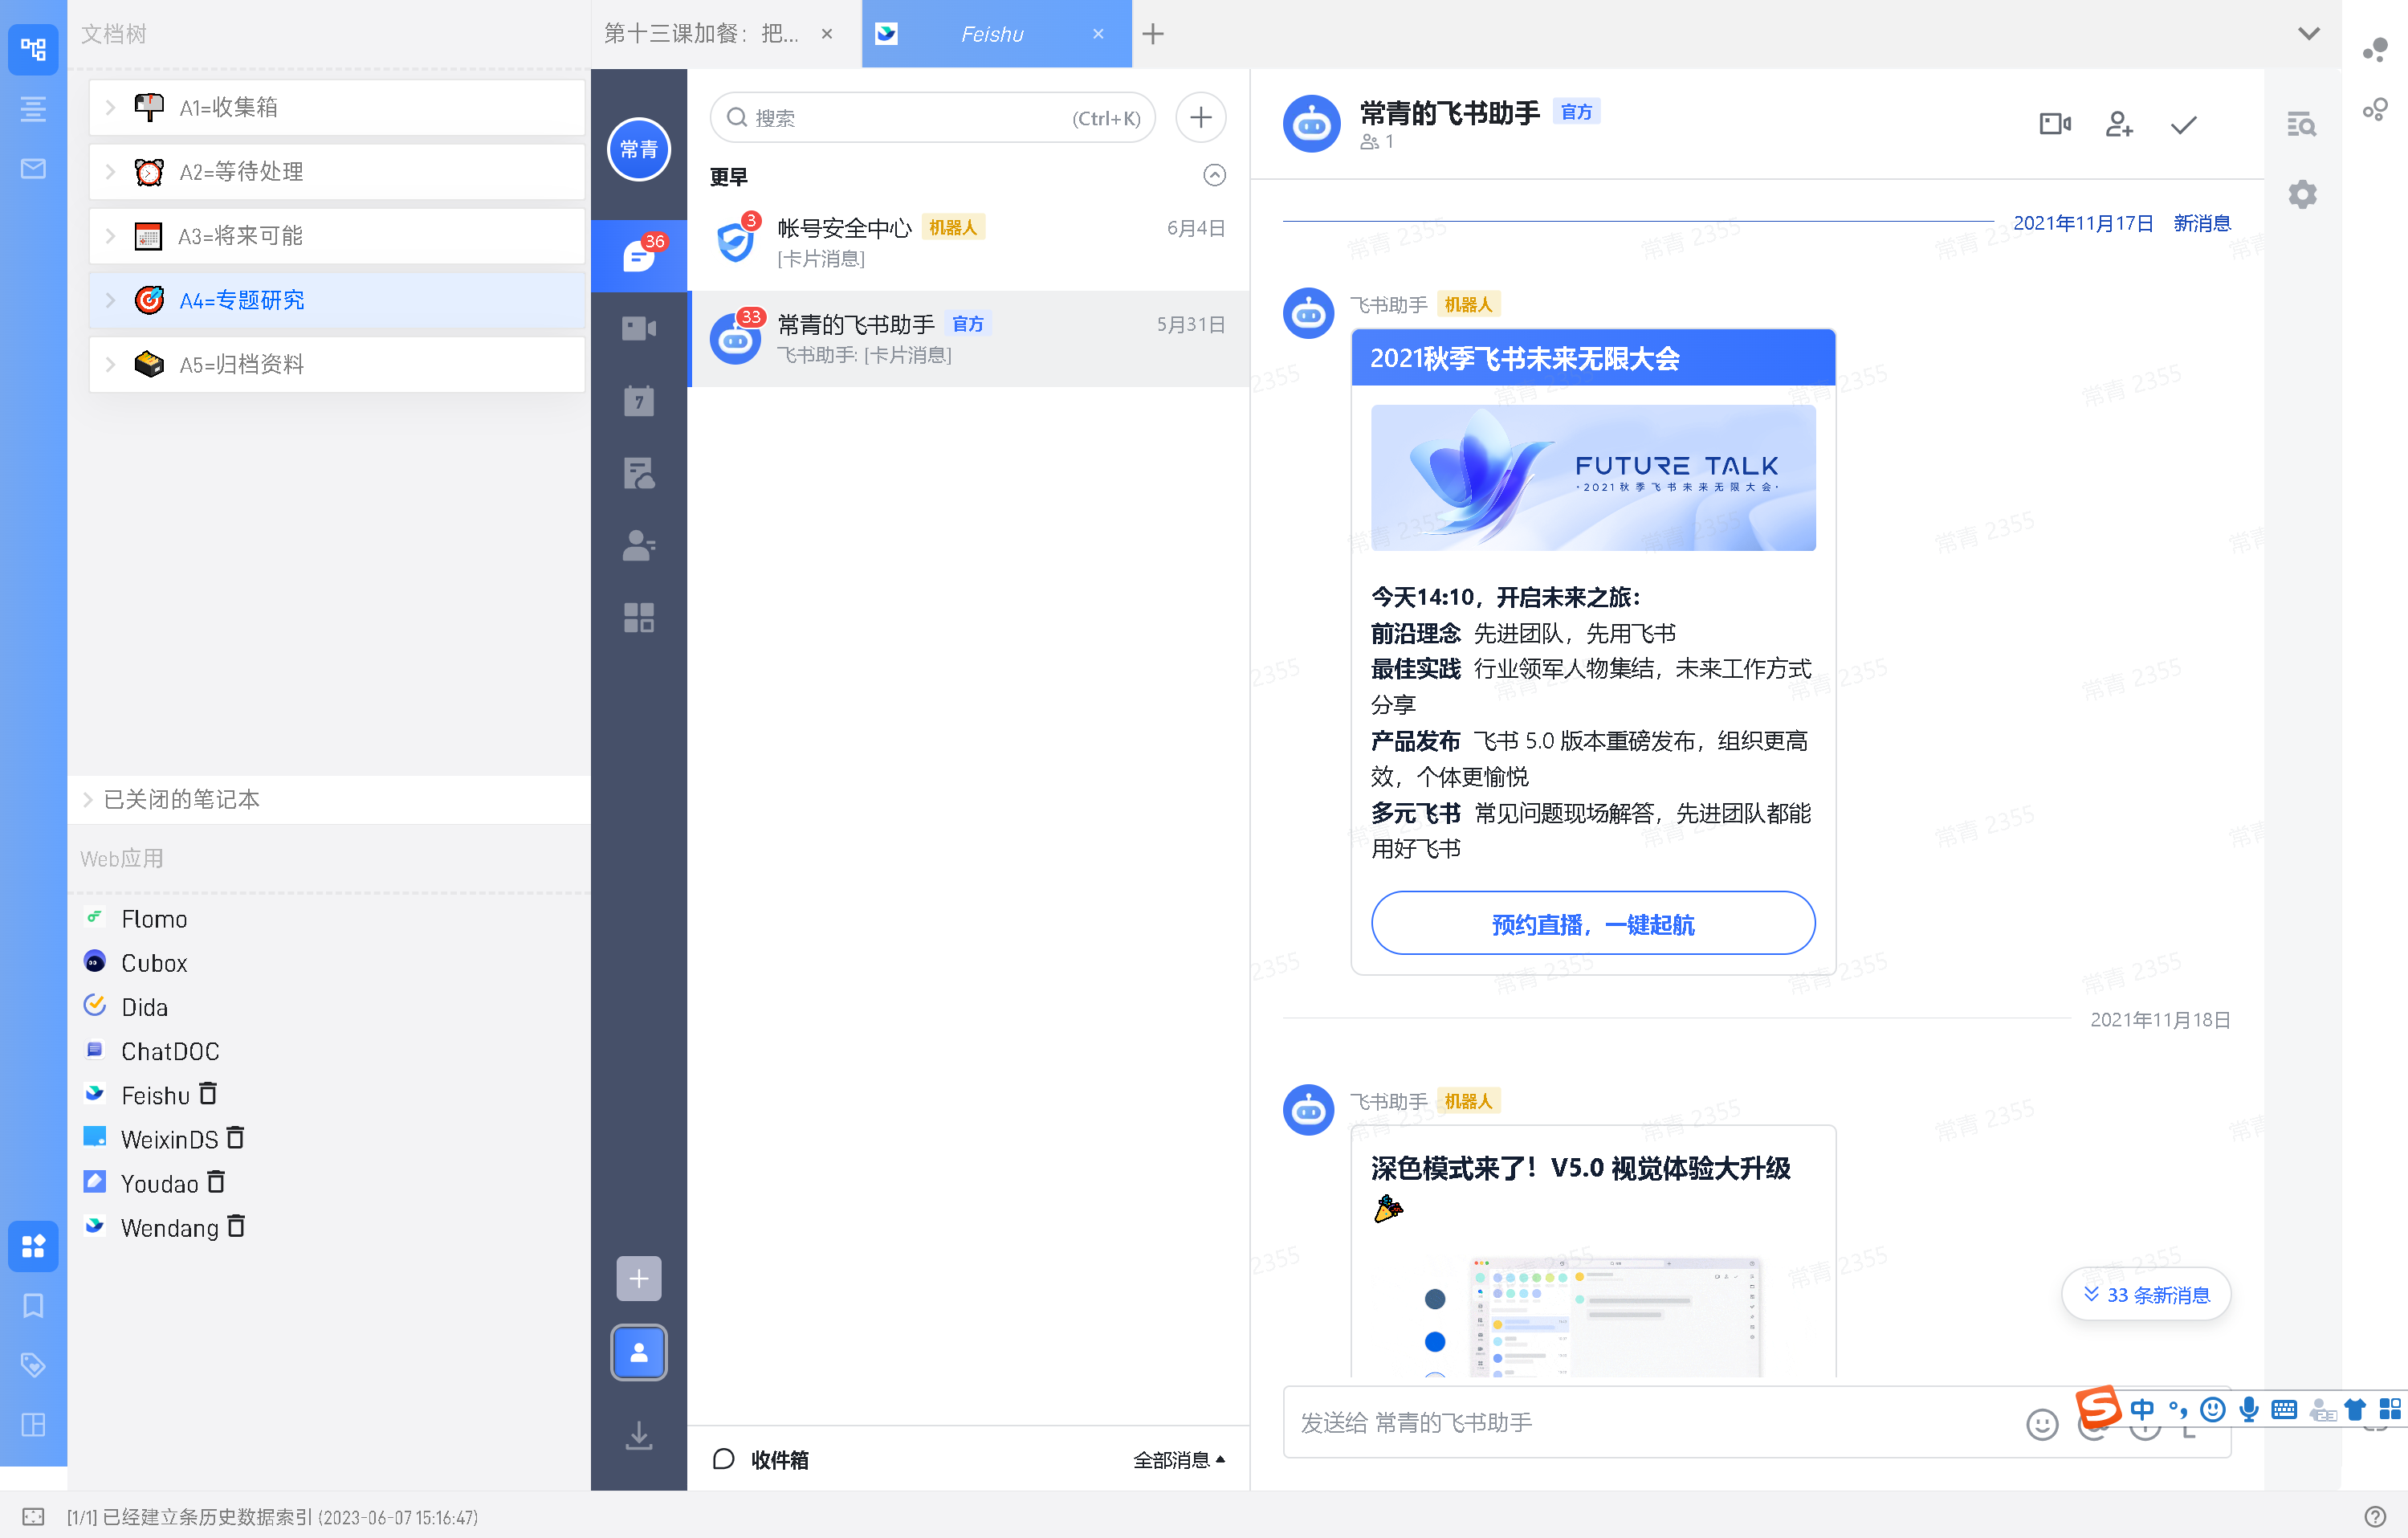 文档树
A1=收集箱
A2=等待处理
A3=将来可能
A4=专题研究
A5=归档资料
已关闭的笔记本
Web应用
Flomo
Cubox
Dida
ChatDOC
Feishu
WeixinDS
Youdao
Wendang
第十三课加餐：把...
Feishu
常青
36
7
搜索 (Ctrl+K)
更早
3
帐号安全中心 机器人 6月4日
[卡片消息]
33
常青的飞书助手 官方 5月31日
飞书助手: [卡片消息]
收件箱 全部消息
常青的飞书助手 官方
1
2021年11月17日 新消息
飞书助手 机器人
2021秋季飞书未来无限大会
FUTURE TALK
·2021秋季飞书未来无限大会·
今天14:10，开启未来之旅：
前沿理念 先进团队，先用飞书
最佳实践 行业领军人物集结，未来工作方式
分享
产品发布 飞书 5.0 版本重磅发布，组织更高
效，个体更愉悦
多元飞书 常见问题现场解答，先进团队都能
用好飞书
预约直播，一键起航
2021年11月18日
飞书助手 机器人
深色模式来了！V5.0 视觉体验大升级
33 条新消息
发送给 常青的飞书助手
中
常青 2355
[1/1] 已经建立条历史数据索引 (2023-06-07 15:16:47)